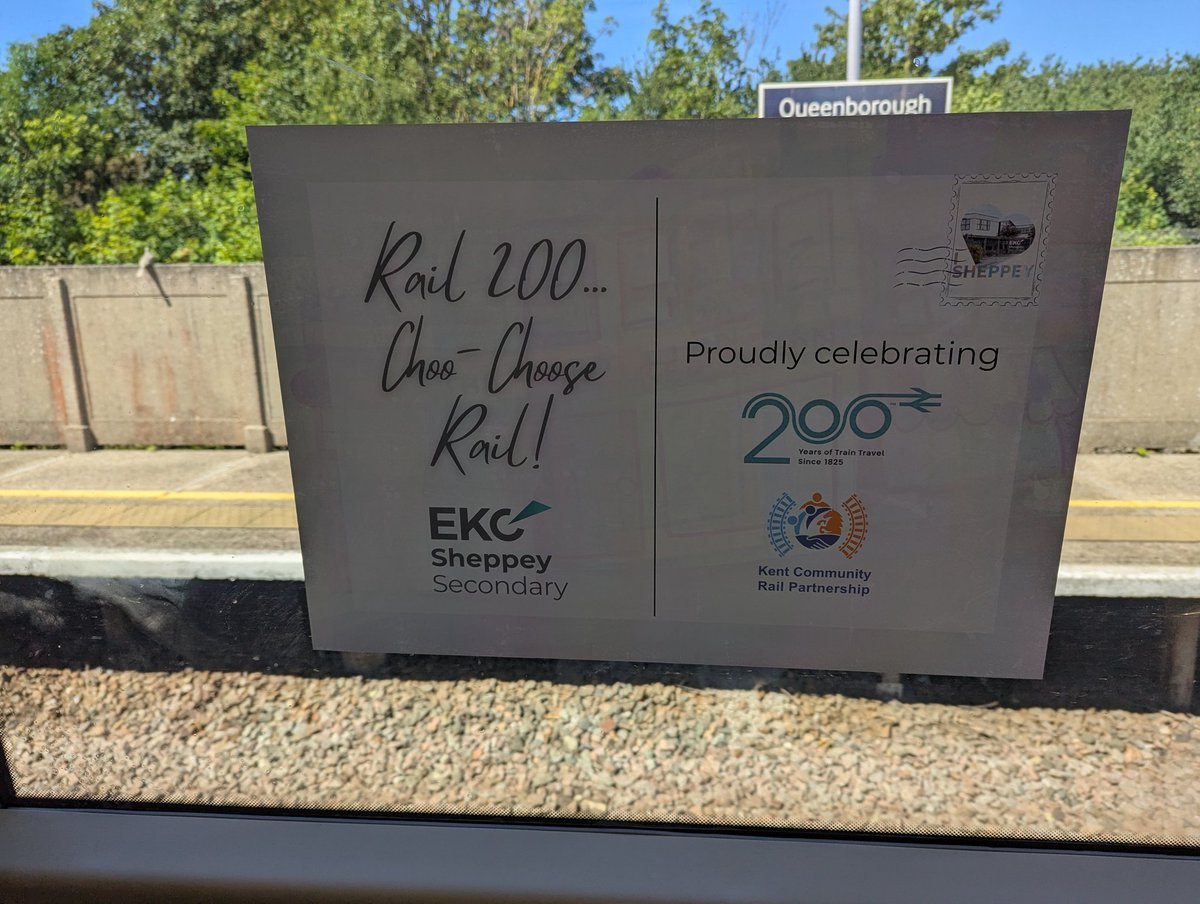 Queenborough
Rail 200...
Choo-Choose
Rail!
EKC
Sheppey
Secondary
EKC
SHEPPEY
Proudly celebrating
200
Years of Train Travel
Since 1825
Kent Community
Rail Partnership